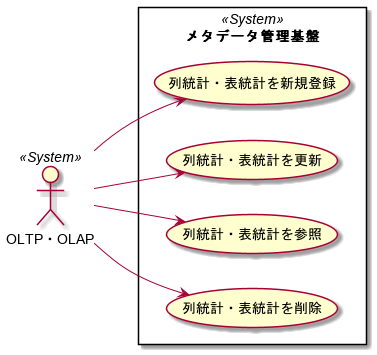 «System»
メタデータ管理基盤
列統計・表統計を新規登録
列統計・表統計を更新
«System»
OLTP・OLAP
列統計・表統計を参照
列統計・表統計を削除